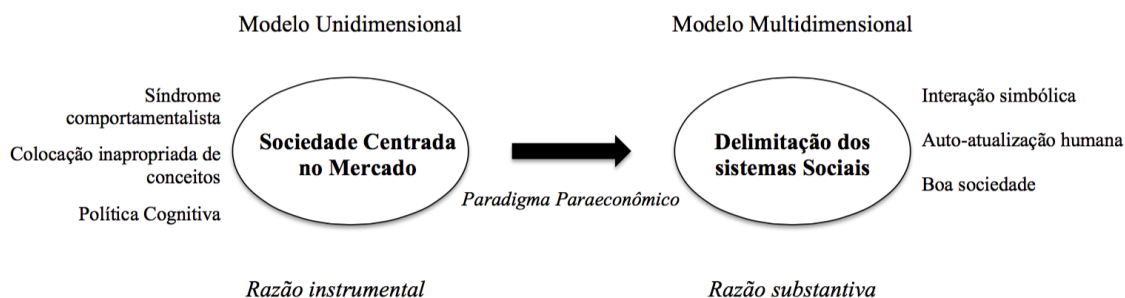 Modelo Unidimensional
Modelo Multidimensional
Síndrome
comportamentalista
Colocação inapropriada de
conceitos
Política Cognitiva
Sociedade Centrada
no Mercado
Paradigma Paraeconômico
Delimitação dos
sistemas Sociais
Interação simbólica
Auto-atualização humana
Boa sociedade
Razão instrumental
Razão substantiva